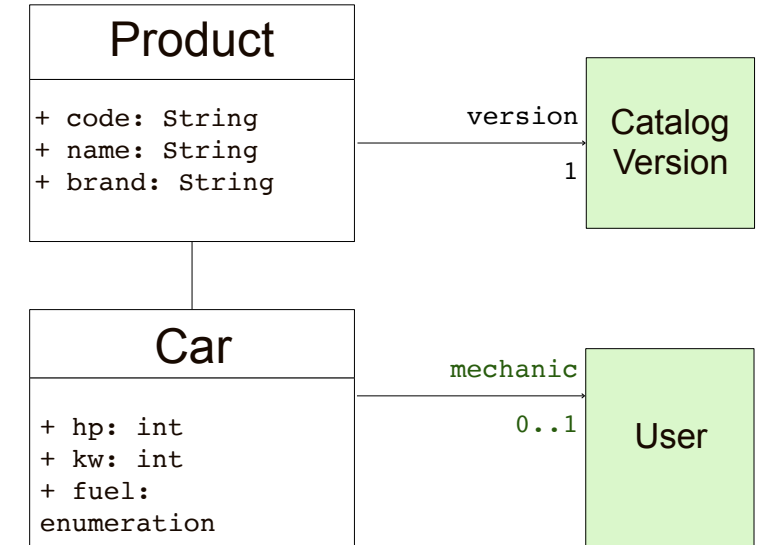 Product
+ code: String
+ name: String
+ brand: String
version
1
Catalog
Version
Car
+ hp: int
+ kw: int
+ fuel:
enumeration
mechanic
0..1
User